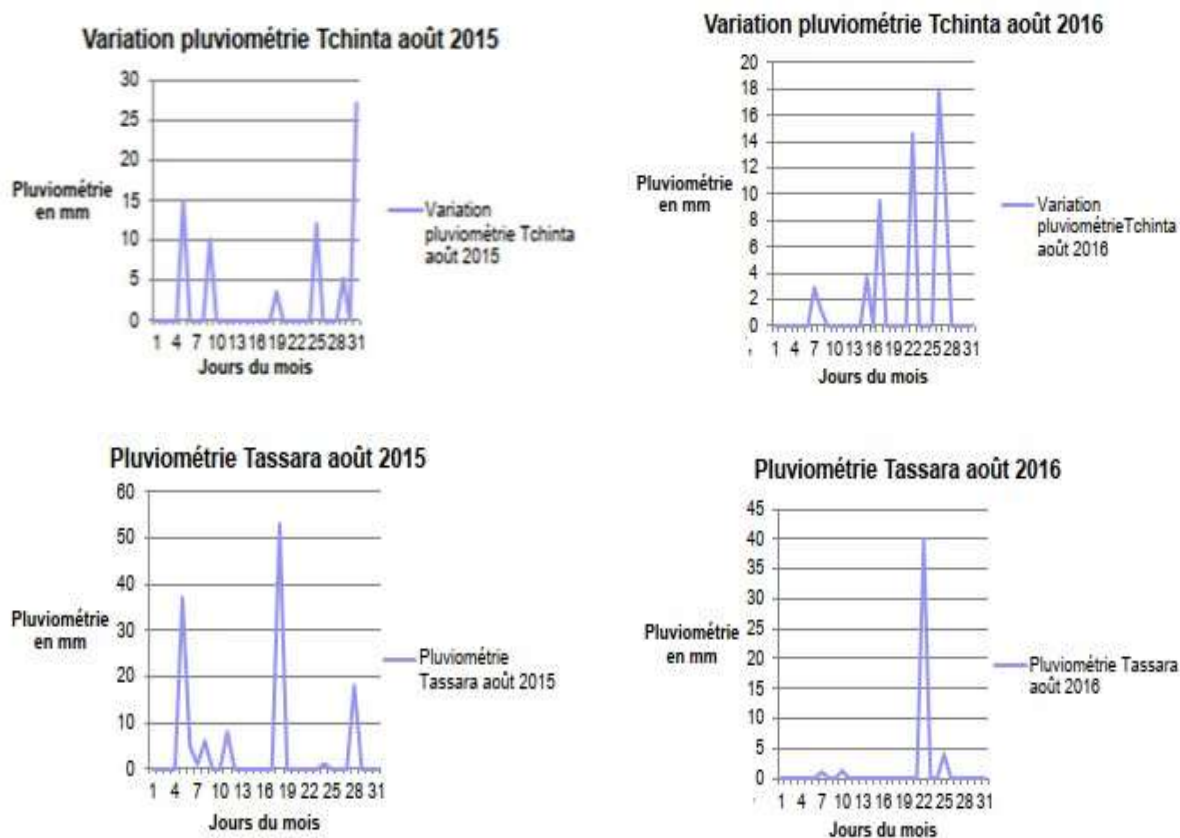 Variation pluviométrie Tchinta août 2015
30
25
20
15
10
5
0
Pluviométrie
en mm
1 4 7 10 13 16 19 22 25 28 31
Jours du mois
Variation
pluviométrie Tchinta
août 2015
Variation pluviométrie Tchinta août 2016
20
18
16
14
12
10
8
6
4
2
0
Pluviométrie
en mm
1 4 7 10 13 16 19 22 25 28 31
Jours du mois
Variation
pluviométrieTchinta
août 2016
Pluviométrie Tassara août 2015
60
50
40
30
20
10
0
Pluviométrie
en mm
1 4 7 10 13 16 19 22 25 28 31
Jours du mois
Pluviométrie
Tassara août 2015
Pluviométrie Tassara août 2016
45
40
35
30
25
20
15
10
5
0
Pluviométrie
en mm
1 4 7 10 13 16 19 22 25 28 31
Jours du mois
Pluviométrie Tassara
août 2016